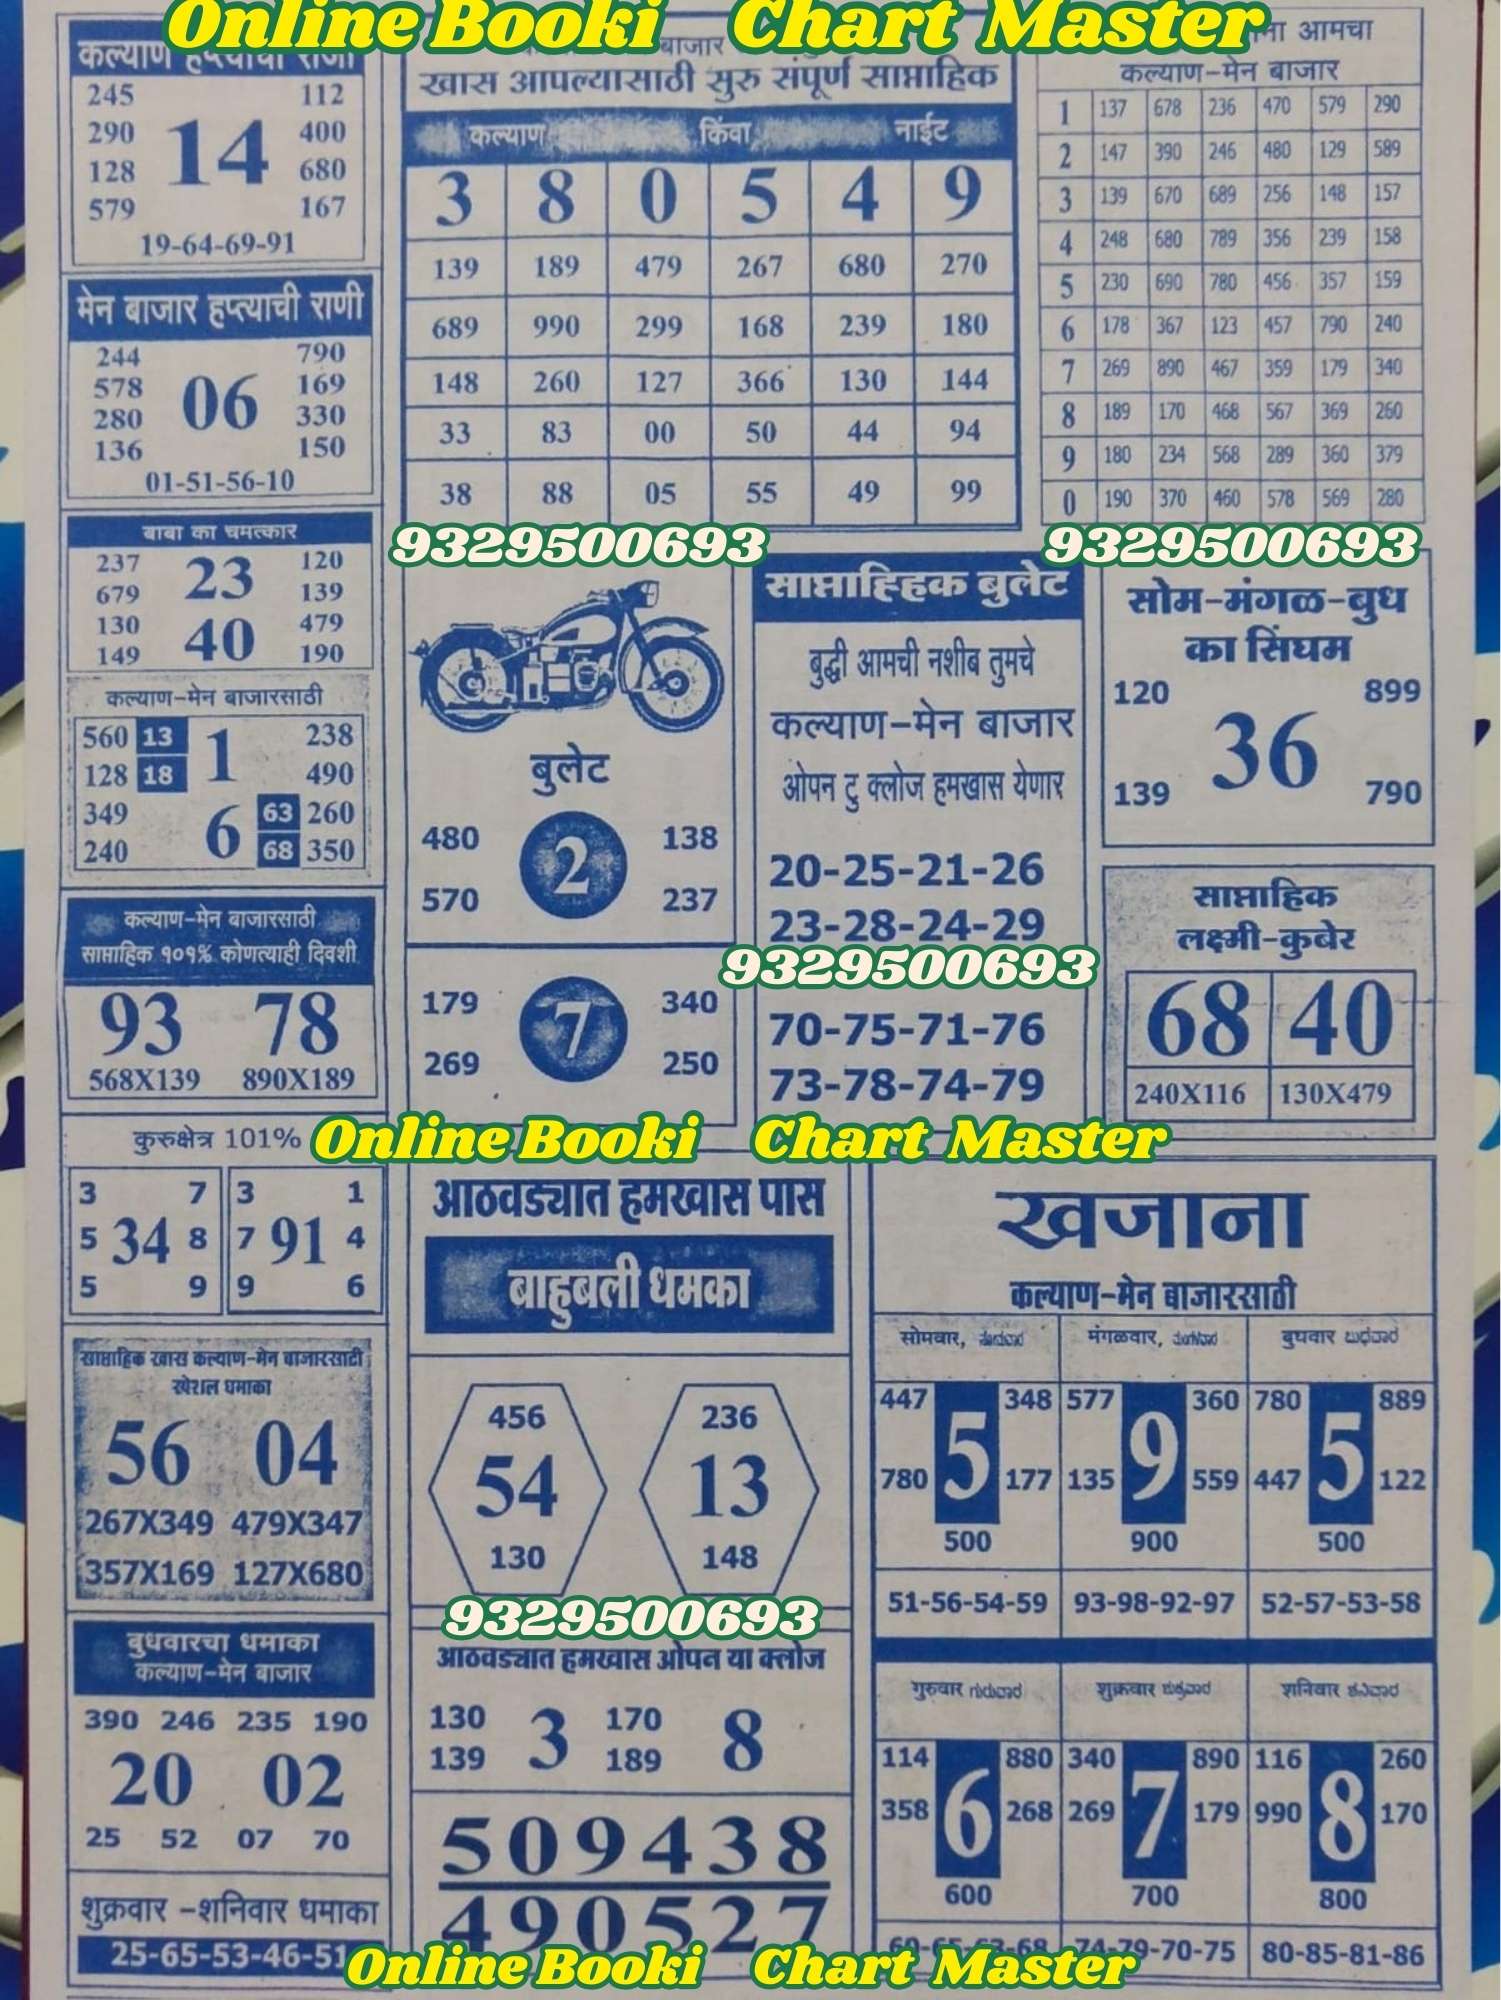 Online Booki Chart Master
कल्याण हप्त्याचा राजा
245 112
290 400
14
128 680
579 167
19-64-69-91
मेन बाजार हप्त्याची राणी
244 790
578 169
06
280 330
136 150
01-51-56-10
बाबा का चमत्कार
237 23 120
679 139
130 40 479
149 190
कल्याण-मेन बाजारसाठी
560 13 1 238
128 18 490
349 6 63 260
240 68 350
कल्याण-मेन बाजारसाठी
साप्ताहिक १०१% कोणत्याही दिवशी
93 78
568X139 890X189
कुरुक्षेत्र 101%
3 7 3 1
5 34 8 7 91 4
5 9 9 6
साप्ताहिक खास कल्याण-मेन बाजारसाटी
स्पेशल धमाका
56 04
267X349 479X347
357X169 127X680
बुधवारचा धमाका
कल्याण-मेन बाजार
390 246 235 190
20 02
25 52 07 70
शुक्रवार -शनिवार धमाका
25-65-53-46-51
बाजार
खास आपल्यासाठी सुरु संपूर्ण साप्ताहिक
कल्याण किंवा नाईट
3 8 0 5 4 9
139 189 479 267 680 270
689 990 299 168 239 180
148 260 127 366 130 144
33 83 00 50 44 94
38 88 05 55 49 99
9329500693
बुलेट
480 2 138
570 237
179 7 340
269 250
साप्ताह्हिक बुलेट
बुद्धी आमची नशीब तुमचे
कल्याण-मेन बाजार
ओपन टु क्लोज हमखास येणार
20-25-21-26
23-28-24-29
9329500693
70-75-71-76
73-78-74-79
आमचा
कल्याण-मेन बाजार
1 137 678 236 470 579 290
2 147 390 246 480 129 589
3 139 670 689 256 148 157
4 248 680 789 356 239 158
5 230 690 780 456 357 159
6 178 367 123 457 790 240
7 269 890 467 359 179 340
8 189 170 468 567 369 260
9 180 234 568 289 360 379
0 190 370 460 578 569 280
9329500693
सोम-मंगळ-बुध
का सिंघम
120 899
36
139 790
साप्ताहिक
लक्ष्मी-कुबेर
68 40
240X116 130X479
Online Booki Chart Master
आठवड्यात हमखास पास
बाहुबली धमका
456 236
54 13
130 148
9329500693
आठवड्यात हमखास ओपन या क्लोज
130 3 170 8
139 189
509438
490527
खजाना
कल्याण-मेन बाजारसाठी
सोमवार, मंगळवार, बुधवार
447 5 348 577 9 360 780 5 889
780 177 135 559 447 122
500 900 500
51-56-54-59 93-98-92-97 52-57-53-58
गुरुवार शुक्रवार शनिवार
114 6 880 340 7 890 116 8 260
358 268 269 179 990 170
600 700 800
60-65-63-68 74-79-70-75 80-85-81-86
Online Booki Chart Master